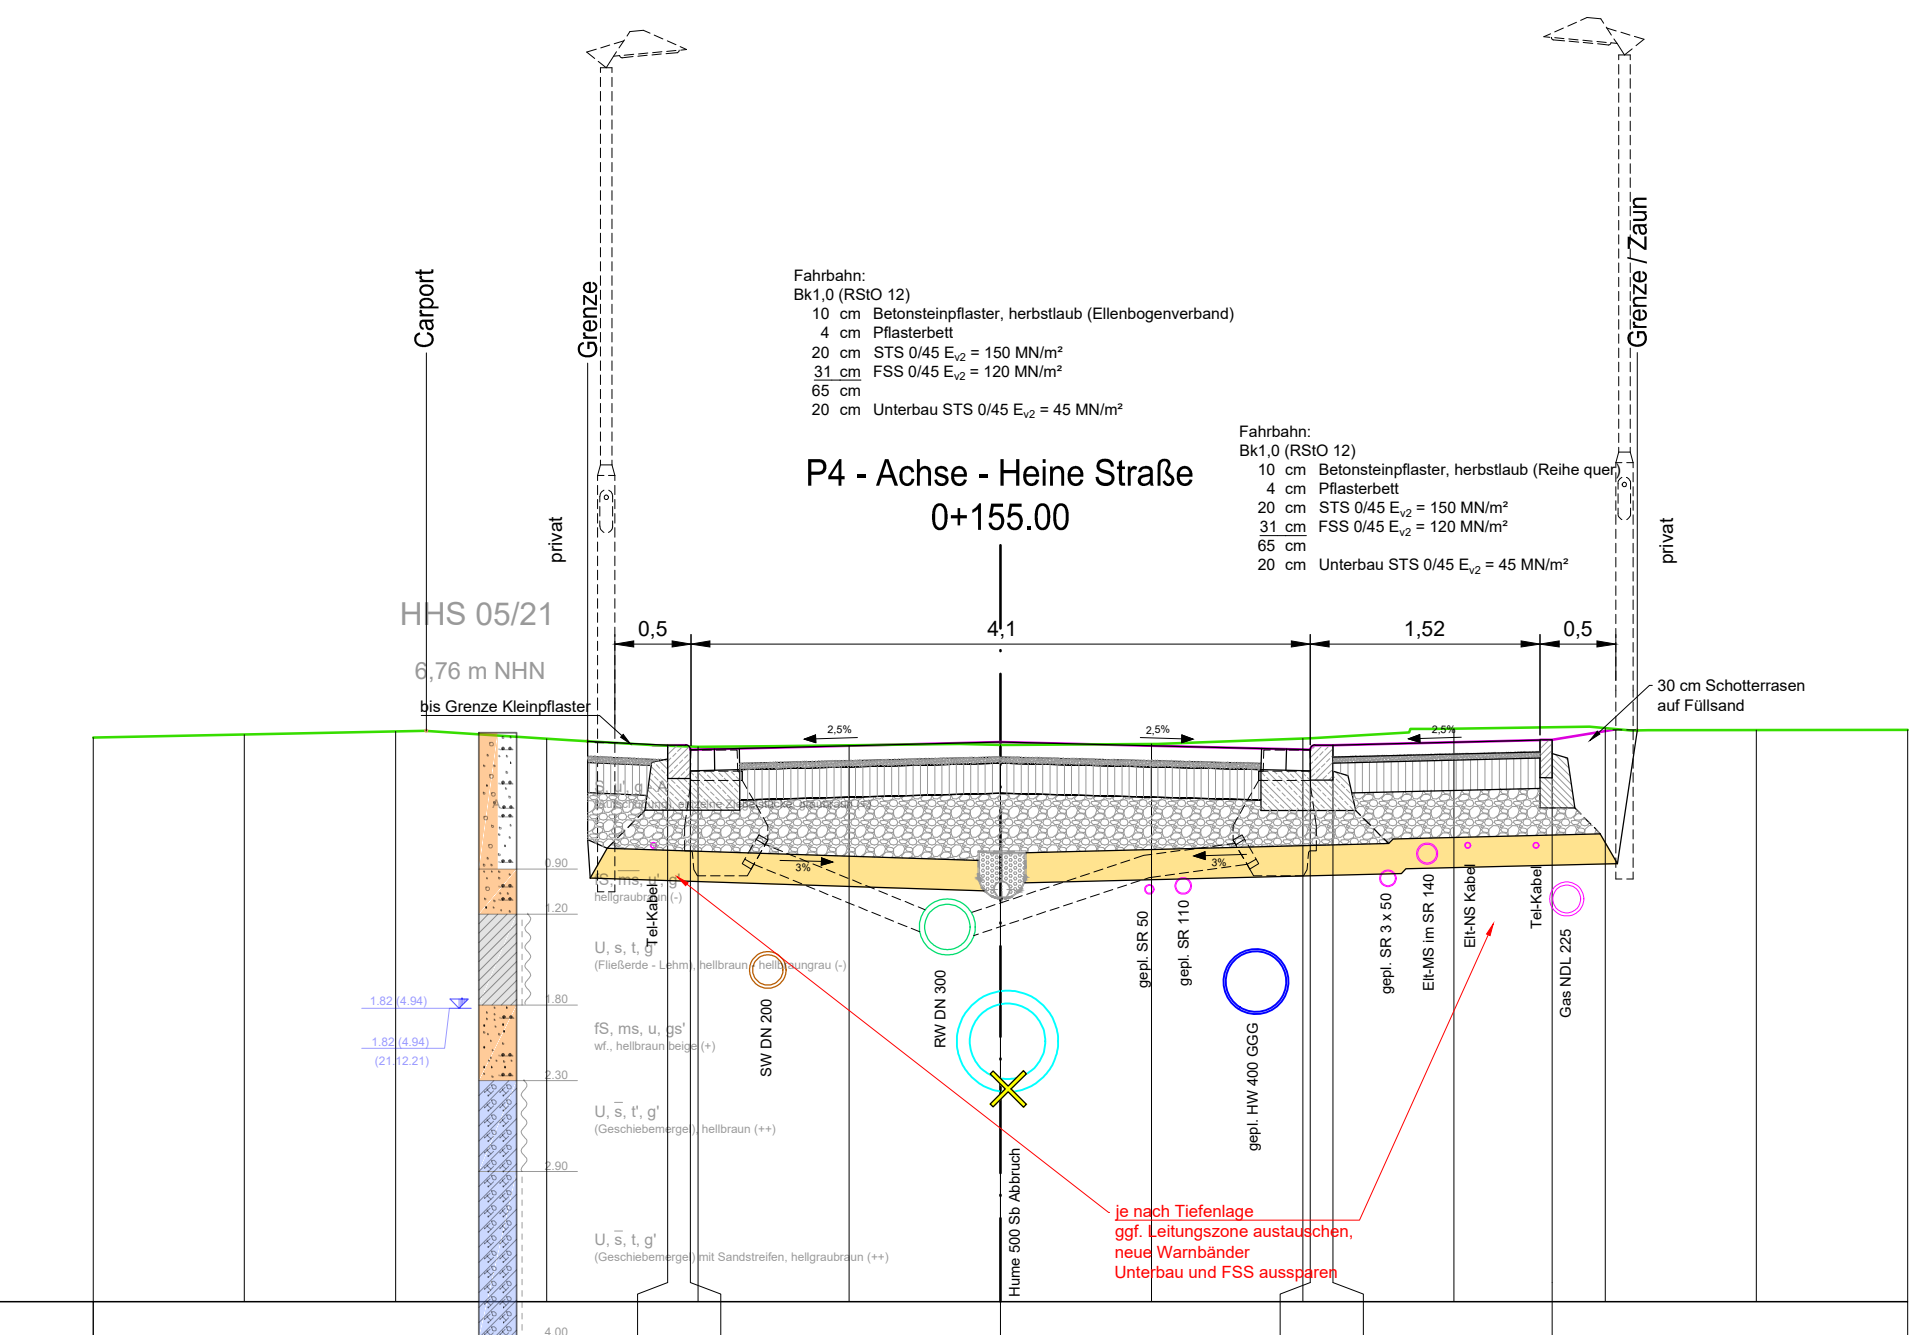 Carport
Grenze
Grenze / Zaun
privat
privat
Fahrbahn:
Bk1,0 (RStO 12)
10 cm Betonsteinpflaster, herbstlaub (Ellenbogenverband)
4 cm Pflasterbett
20 cm STS 0/45 Ev2 = 150 MN/m²
31 cm FSS 0/45 Ev2 = 120 MN/m²
65 cm
20 cm Unterbau STS 0/45 Ev2 = 45 MN/m²
Fahrbahn:
Bk1,0 (RStO 12)
10 cm Betonsteinpflaster, herbstlaub (Reihe quer)
4 cm Pflasterbett
20 cm STS 0/45 Ev2 = 150 MN/m²
31 cm FSS 0/45 Ev2 = 120 MN/m²
65 cm
20 cm Unterbau STS 0/45 Ev2 = 45 MN/m²
P4 - Achse - Heine Straße
0+155.00
HHS 05/21
6,76 m NHN
0,5
4,1
1,52
0,5
bis Grenze Kleinpflaster
30 cm Schotterrasen
auf Füllsand
2,5%
2,5%
2,5%
3%
3%
A
0.90
fS, ms, u', g'
hellgraubraun (-)
1.20
U, s, t, g'
(Fließerde - Lehm), hellbraun - hellbraungrau (-)
1.80
1.82 (4.94)
1.82 (4.94)
(21.12.21)
fS, ms, u, gs'
wf., hellbraun beige (+)
2.30
U, s, t', g'
(Geschiebemergel), hellbraun (++)
2.90
U, s, t, g'
(Geschiebemergel) mit Sandstreifen, hellgraubraun (++)
4.00
Tel-Kabel
SW DN 200
RW DN 300
Hume 500 Sb Abbruch
gepl. SR 50
gepl. SR 110
gepl. HW 400 GGG
gepl. SR 3 x 50
Elt-MS im SR 140
Elt-NS Kabel
Tel-Kabel
Gas NDL 225
je nach Tiefenlage
ggf. Leitungszone austauschen,
neue Warnbänder
Unterbau und FSS aussparen